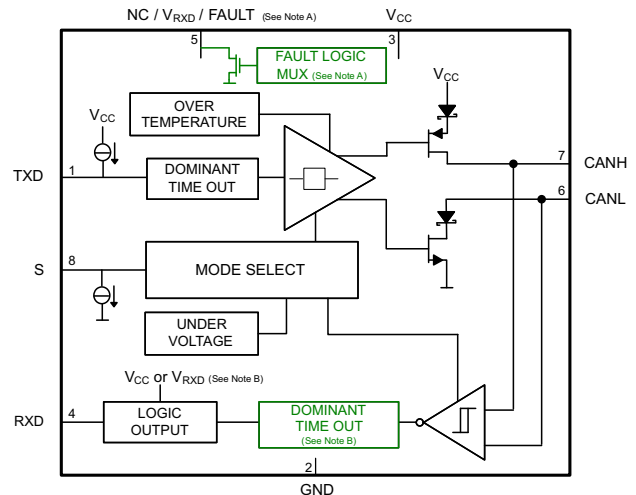 NC / VRXD / FAULT (See Note A)
VCC
5
3
FAULT LOGIC
MUX (See Note A)
VCC
OVER
TEMPERATURE
VCC
TXD
1
DOMINANT
TIME OUT
7
CANH
6
CANL
S
8
MODE SELECT
UNDER
VOLTAGE
VCC or VRXD (See Note B)
RXD
4
LOGIC
OUTPUT
DOMINANT
TIME OUT
(See Note B)
2
GND